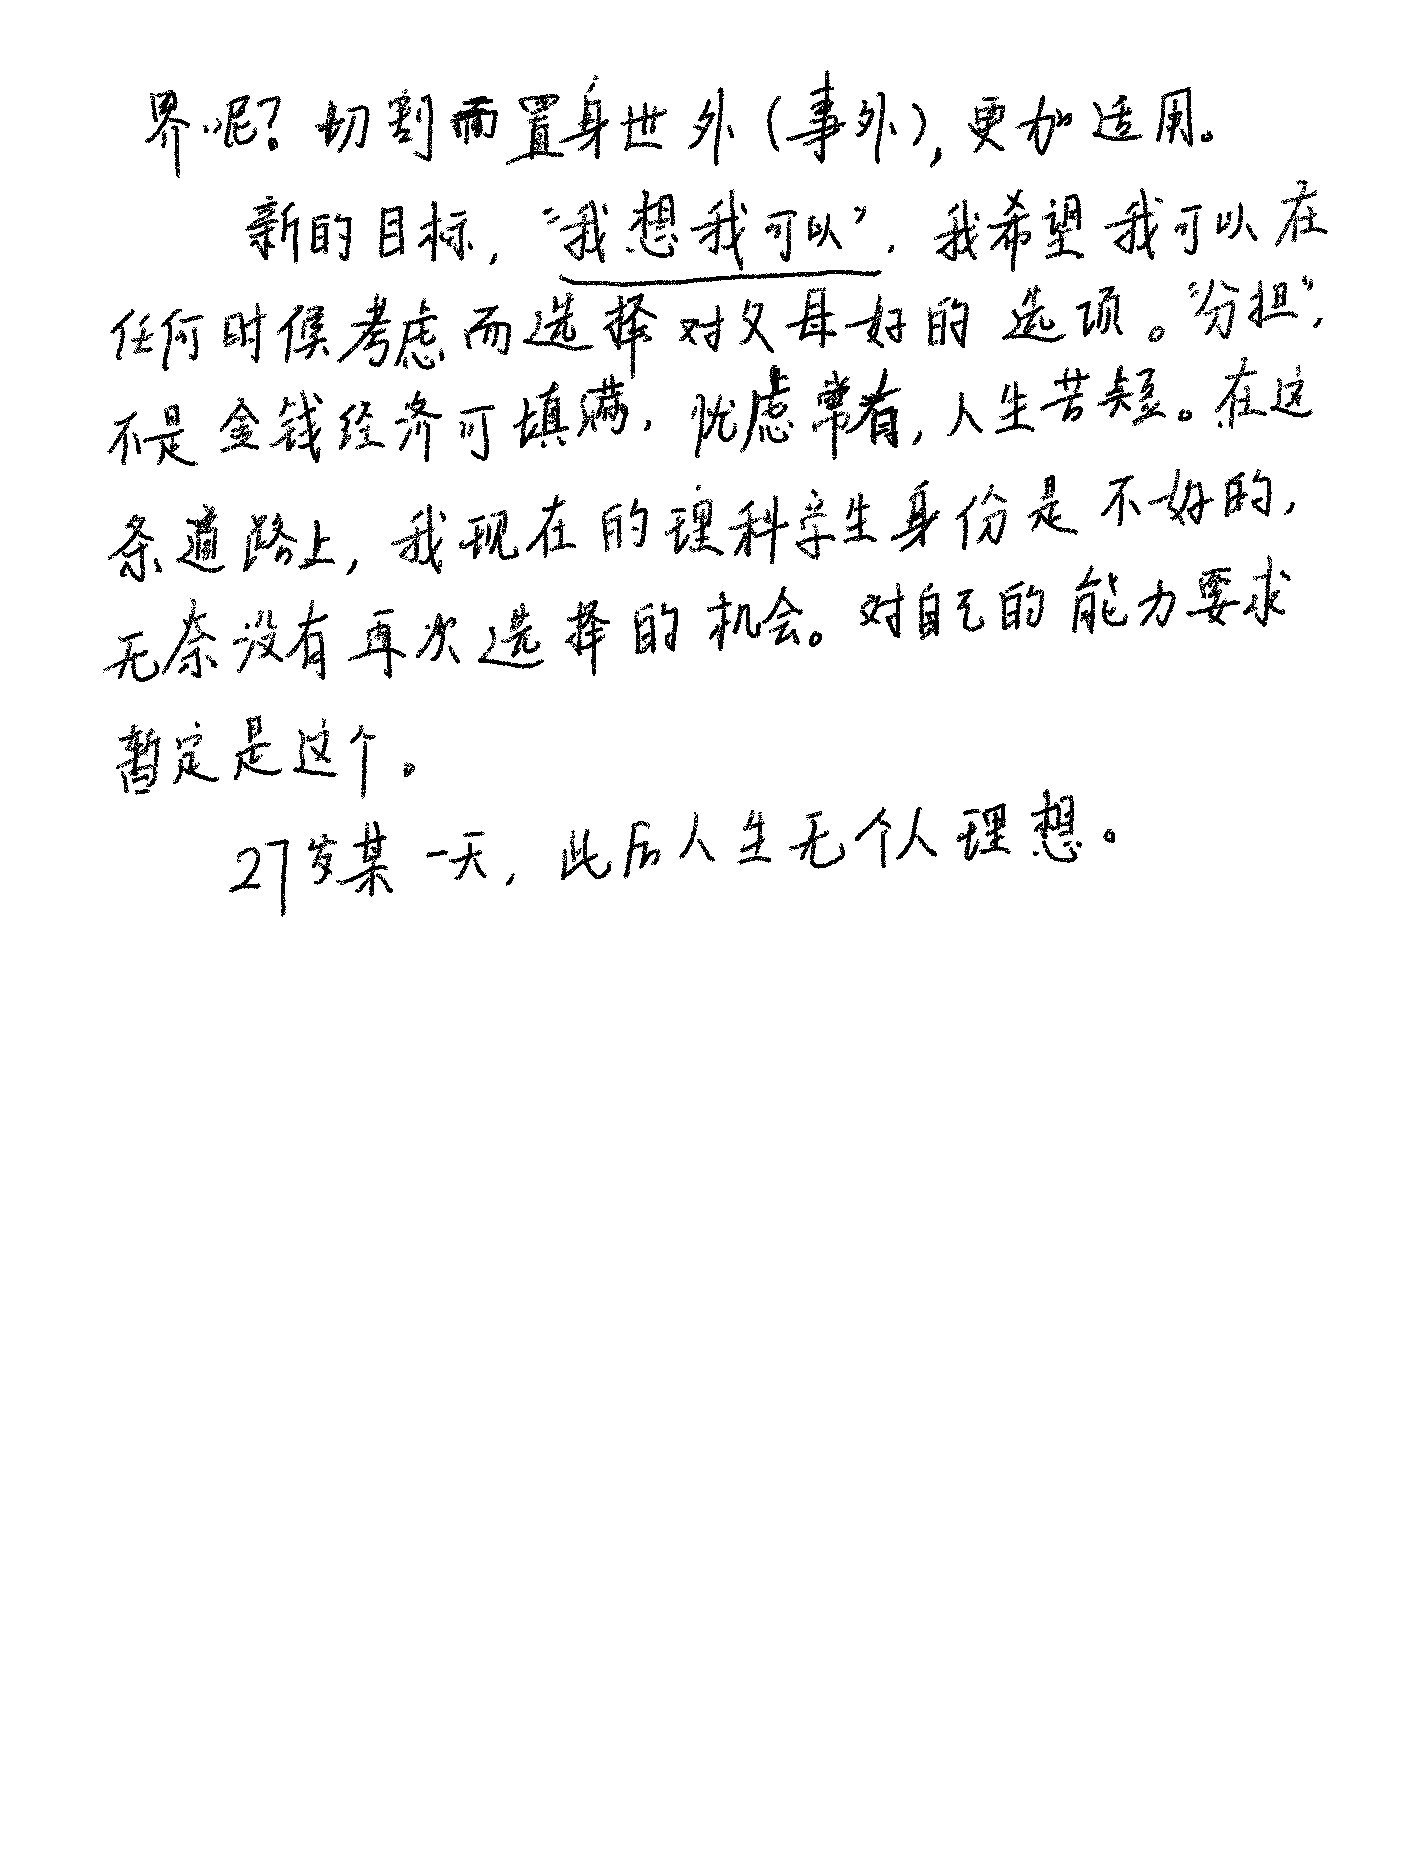 界呢？切割而置身世外（事外），更加适用。
新的目标，“我想我可以”．我希望我可以在
任何时候考虑而选择对父母好的选项。“分担”，
不是金钱经济可填满，忧虑常有，人生苦短。在这
条道路上，我现在的理科学生身份是不好的，
无奈没有再次选择的机会。对自己的能力要求
暂定是这个。
27岁某一天，此后人生无个人理想。